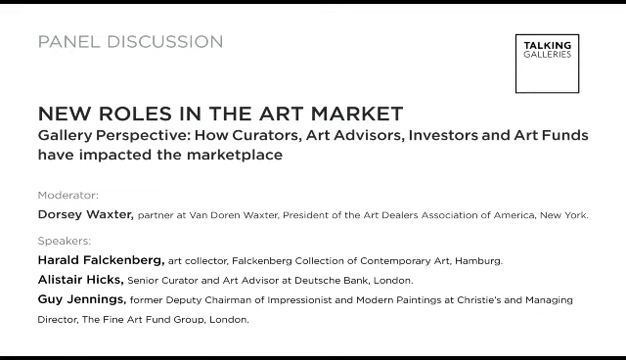 PANEL DISCUSSION
TALKING
GALLERIES
NEW ROLES IN THE ART MARKET
Gallery Perspective: How Curators, Art Advisors, Investors and Art Funds
have impacted the marketplace
Moderator:
Dorsey Waxter, partner at Van Doren Waxter, President of the Art Dealers Association of America, New York.
Speakers:
Harald Falckenberg, art collector, Falckenberg Collection of Contemporary Art, Hamburg.
Alistair Hicks, Senior Curator and Art Advisor at Deutsche Bank, London.
Guy Jennings, former Deputy Chairman of Impressionist and Modern Paintings at Christie's and Managing
Director, The Fine Art Fund Group, London.